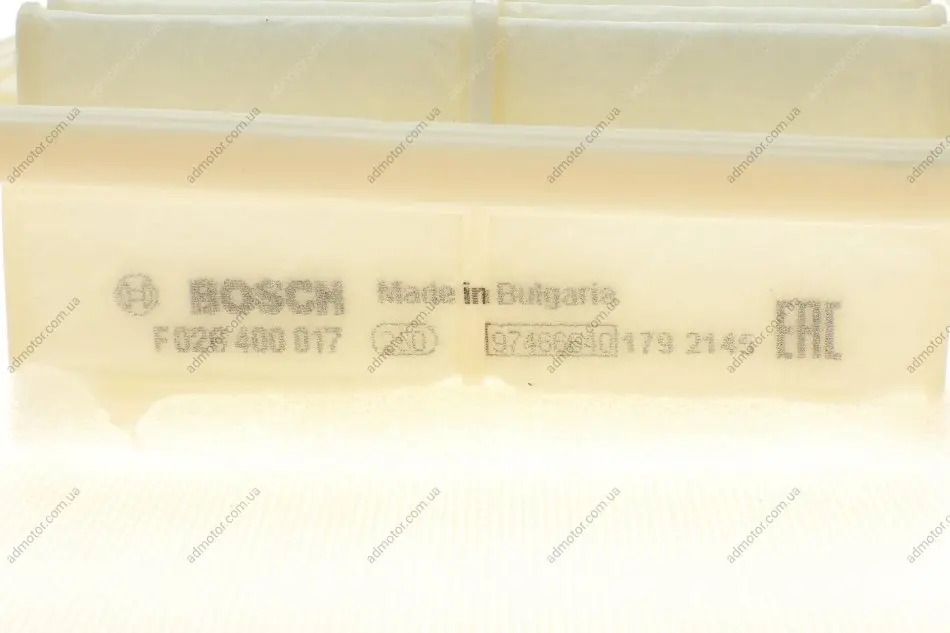 BOSCH Made in Bulgaria
F 026 400 017 179 2145 EAC
admotor.com.ua